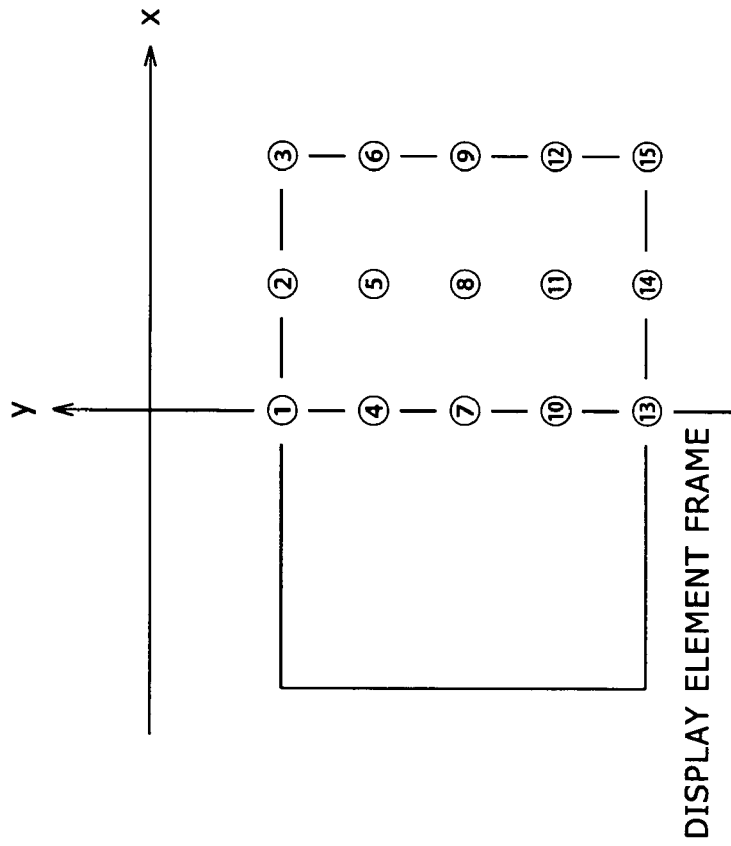 y
x
① ② ③
④ ⑤ ⑥
⑦ ⑧ ⑨
⑩ ⑪ ⑫
⑬ ⑭ ⑮
DISPLAY ELEMENT FRAME